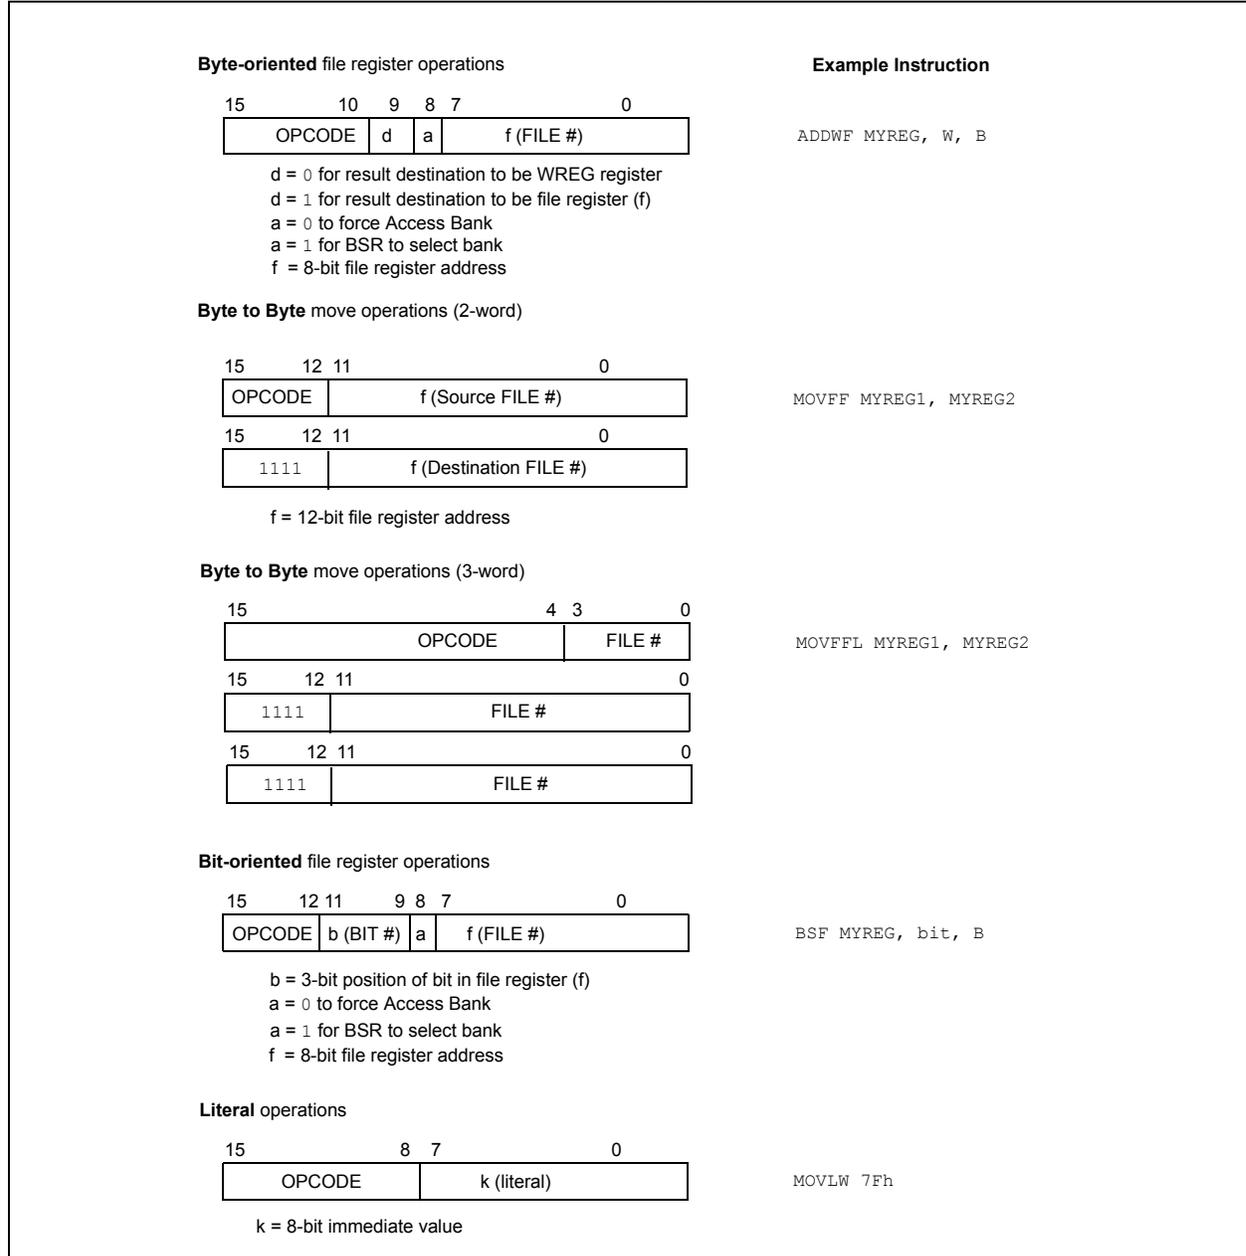 Byte-oriented file register operations Example Instruction
15 10 9 8 7 0
OPCODE d a f (FILE #) ADDWF MYREG, W, B
d = 0 for result destination to be WREG register
d = 1 for result destination to be file register (f)
a = 0 to force Access Bank
a = 1 for BSR to select bank
f = 8-bit file register address
Byte to Byte move operations (2-word)
15 12 11 0
OPCODE f (Source FILE #) MOVFF MYREG1, MYREG2
15 12 11 0
1111 f (Destination FILE #)
f = 12-bit file register address
Byte to Byte move operations (3-word)
15 4 3 0
OPCODE FILE # MOVFFL MYREG1, MYREG2
15 12 11 0
1111 FILE #
15 12 11 0
1111 FILE #
Bit-oriented file register operations
15 12 11 9 8 7 0
OPCODE b (BIT #) a f (FILE #) BSF MYREG, bit, B
b = 3-bit position of bit in file register (f)
a = 0 to force Access Bank
a = 1 for BSR to select bank
f = 8-bit file register address
Literal operations
15 8 7 0
OPCODE k (literal) MOVLW 7Fh
k = 8-bit immediate value